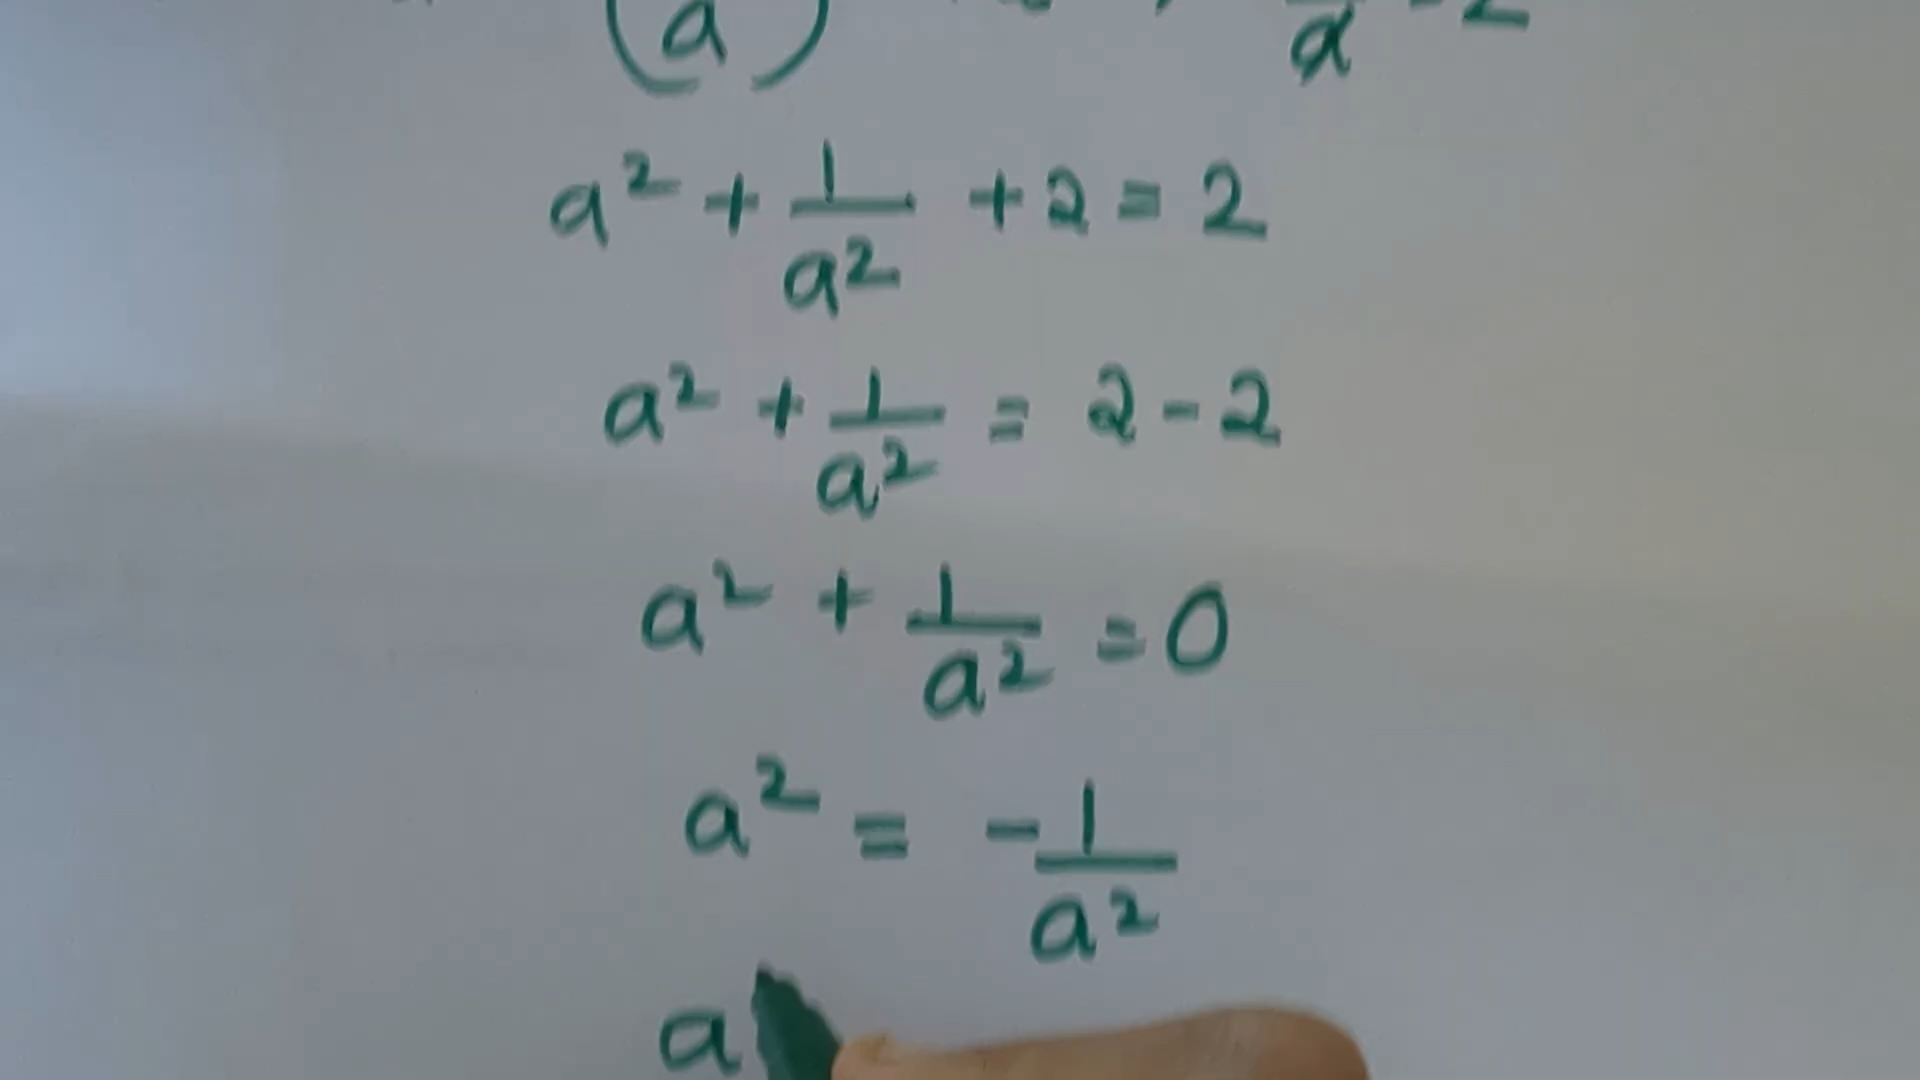 a² + 1/a² + 2 = 2
a² + 1/a² = 2 - 2
a² + 1/a² = 0
a² = -1/a²
a